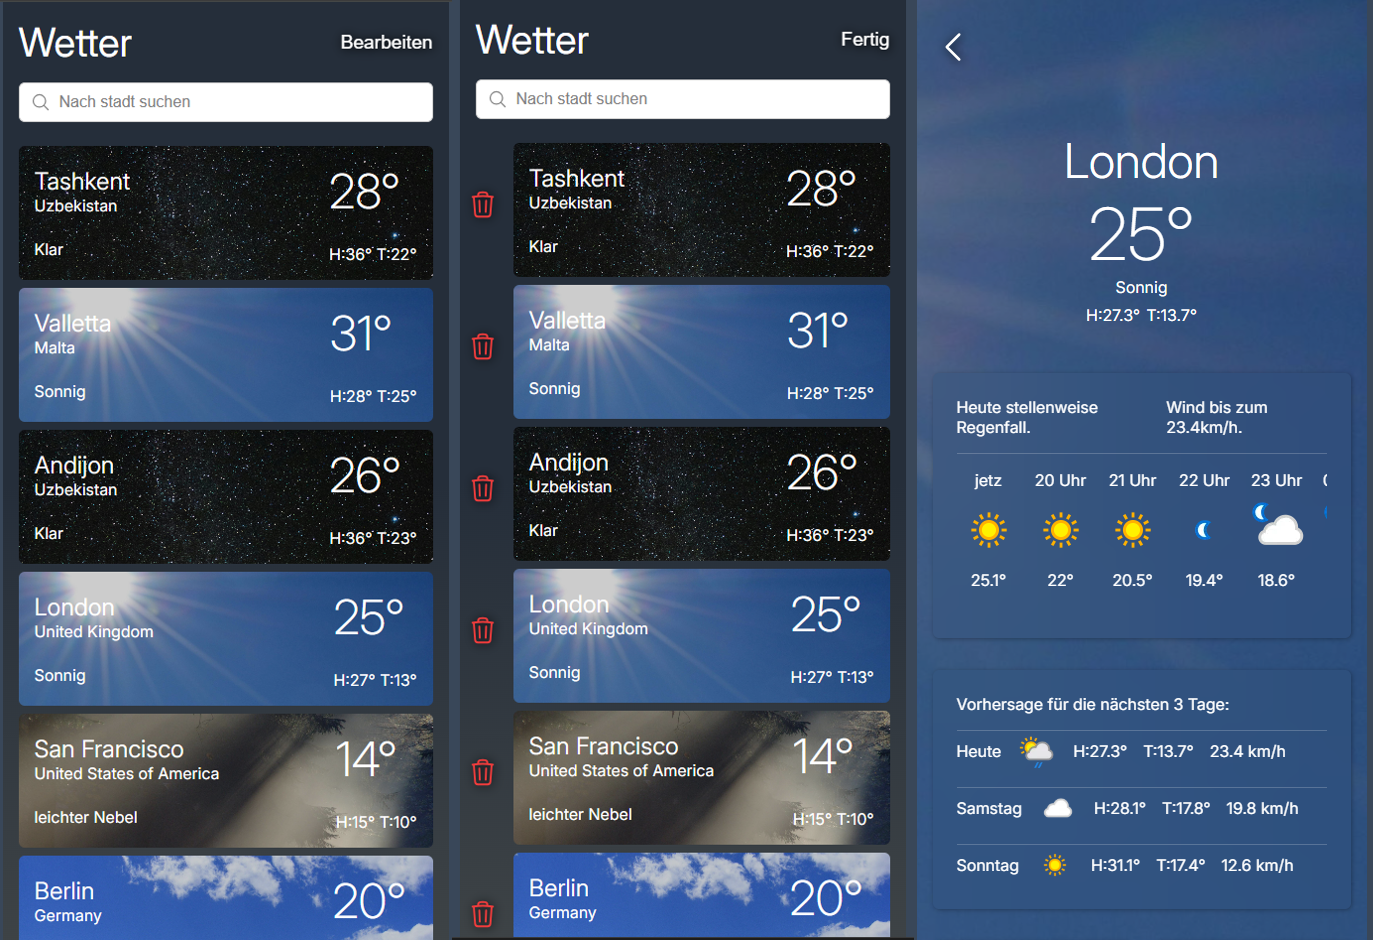 Wetter
Bearbeiten
Nach stadt suchen
Tashkent
Uzbekistan
28°
Klar
H:36° T:22°
Valletta
Malta
31°
Sonnig
H:28° T:25°
Andijon
Uzbekistan
26°
Klar
H:36° T:23°
London
United Kingdom
25°
Sonnig
H:27° T:13°
San Francisco
United States of America
14°
leichter Nebel
H:15° T:10°
Berlin
Germany
20°
Wetter
Fertig
Nach stadt suchen
Tashkent
Uzbekistan
28°
Klar
H:36° T:22°
Valletta
Malta
31°
Sonnig
H:28° T:25°
Andijon
Uzbekistan
26°
Klar
H:36° T:23°
London
United Kingdom
25°
Sonnig
H:27° T:13°
San Francisco
United States of America
14°
leichter Nebel
H:15° T:10°
Berlin
Germany
20°
London
25°
Sonnig
H:27.3° T:13.7°
Heute stellenweise
Regenfall.
Wind bis zum
23.4km/h.
jetz 20 Uhr 21 Uhr 22 Uhr 23 Uhr
25.1° 22° 20.5° 19.4° 18.6°
Vorhersage für die nächsten 3 Tage:
Heute H:27.3° T:13.7° 23.4 km/h
Samstag H:28.1° T:17.8° 19.8 km/h
Sonntag H:31.1° T:17.4° 12.6 km/h